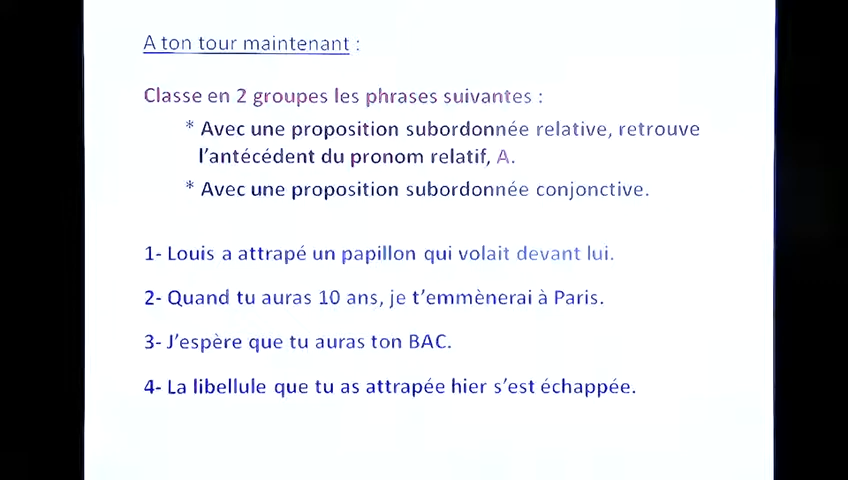 A ton tour maintenant :
Classe en 2 groupes les phrases suivantes :
* Avec une proposition subordonnée relative, retrouve
l’antécédent du pronom relatif, A.
* Avec une proposition subordonnée conjonctive.
1- Louis a attrapé un papillon qui volait devant lui.
2- Quand tu auras 10 ans, je t’emmènerai à Paris.
3- J’espère que tu auras ton BAC.
4- La libellule que tu as attrapée hier s’est échappée.